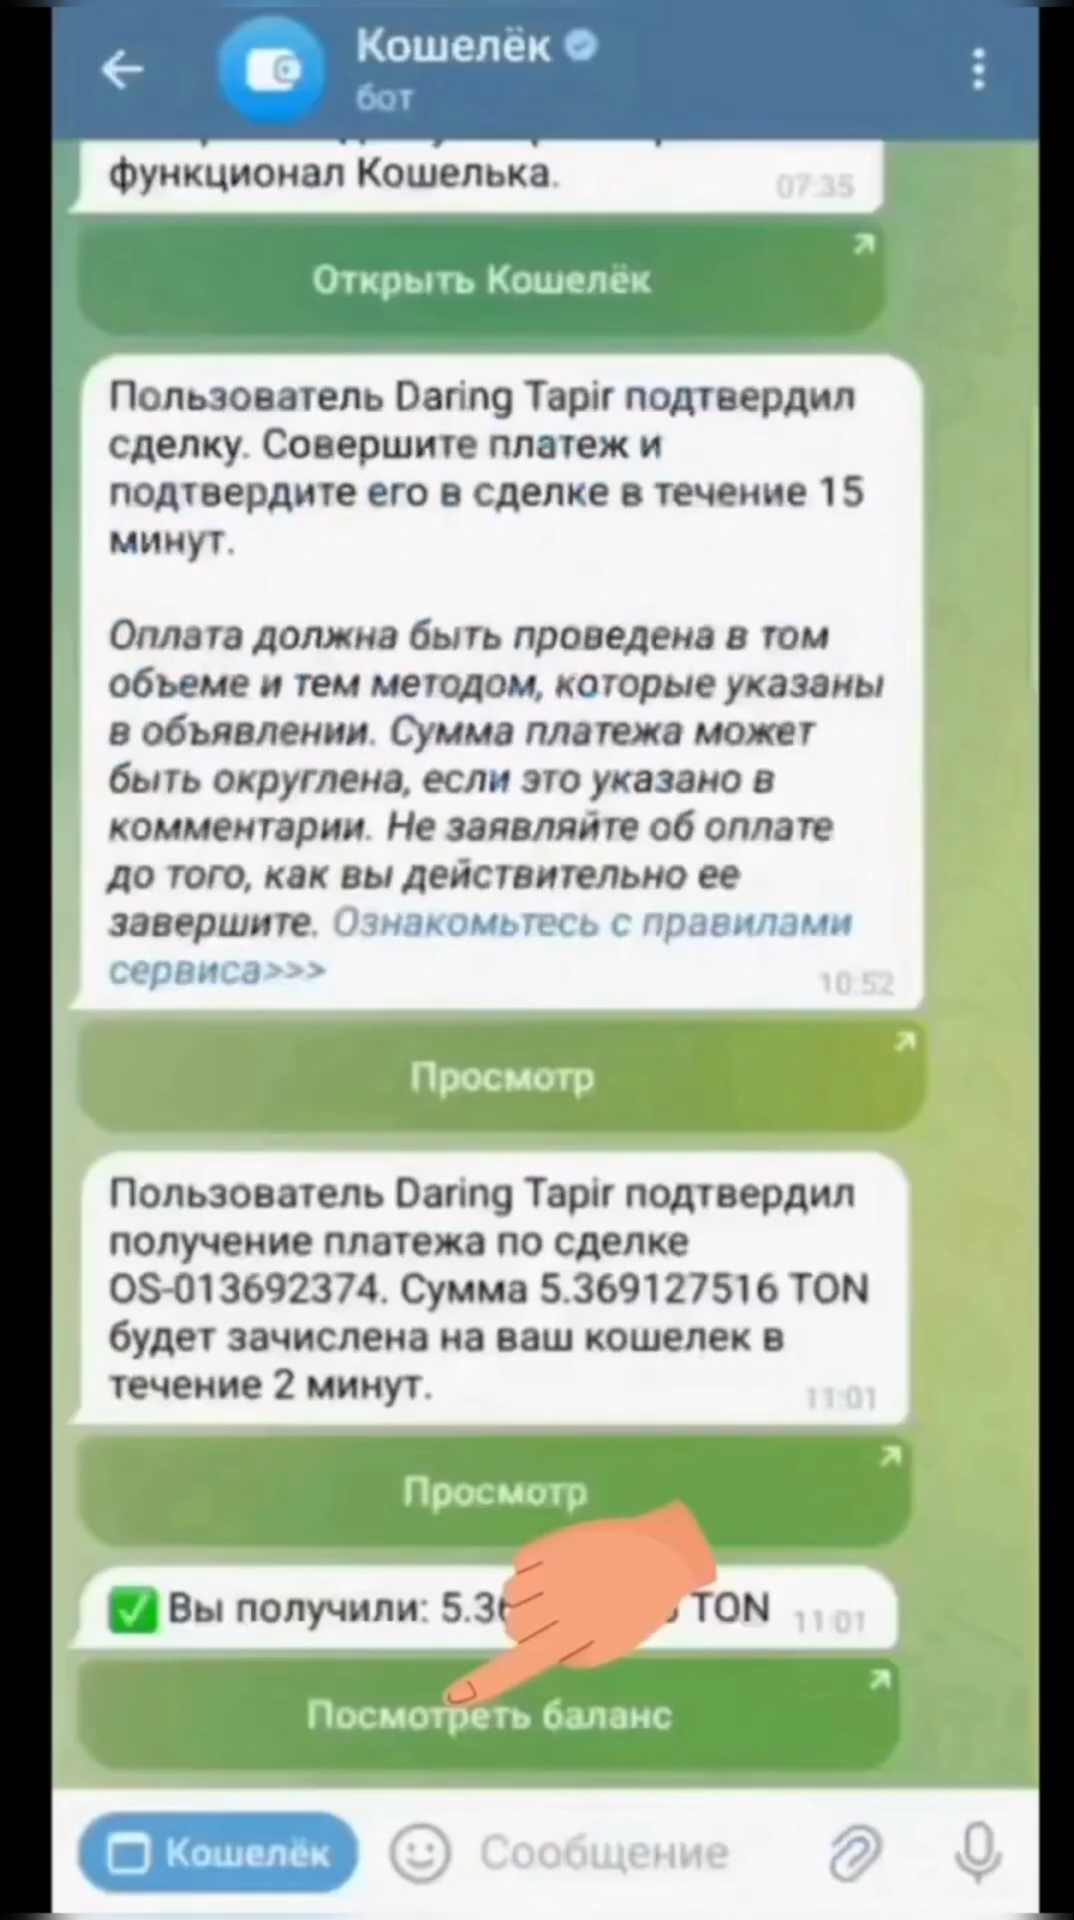 Кошелёк
бот
функционал Кошелька.
07:35
Открыть Кошелёк
Пользователь Daring Tapir подтвердил
сделку. Совершите платеж и
подтвердите его в сделке в течение 15
минут.
Оплата должна быть проведена в том
объеме и тем методом, которые указаны
в объявлении. Сумма платежа может
быть округлена, если это указано в
комментарии. Не заявляйте об оплате
до того, как вы действительно ее
завершите. Ознакомьтесь с правилами
сервиса>>>
10:52
Просмотр
Пользователь Daring Tapir подтвердил
получение платежа по сделке
OS-013692374. Сумма 5.369127516 TON
будет зачислена на ваш кошелек в
течение 2 минут.
11:01
Просмотр
Вы получили: TON 11:01
Посмотреть баланс
Кошелёк
Сообщение